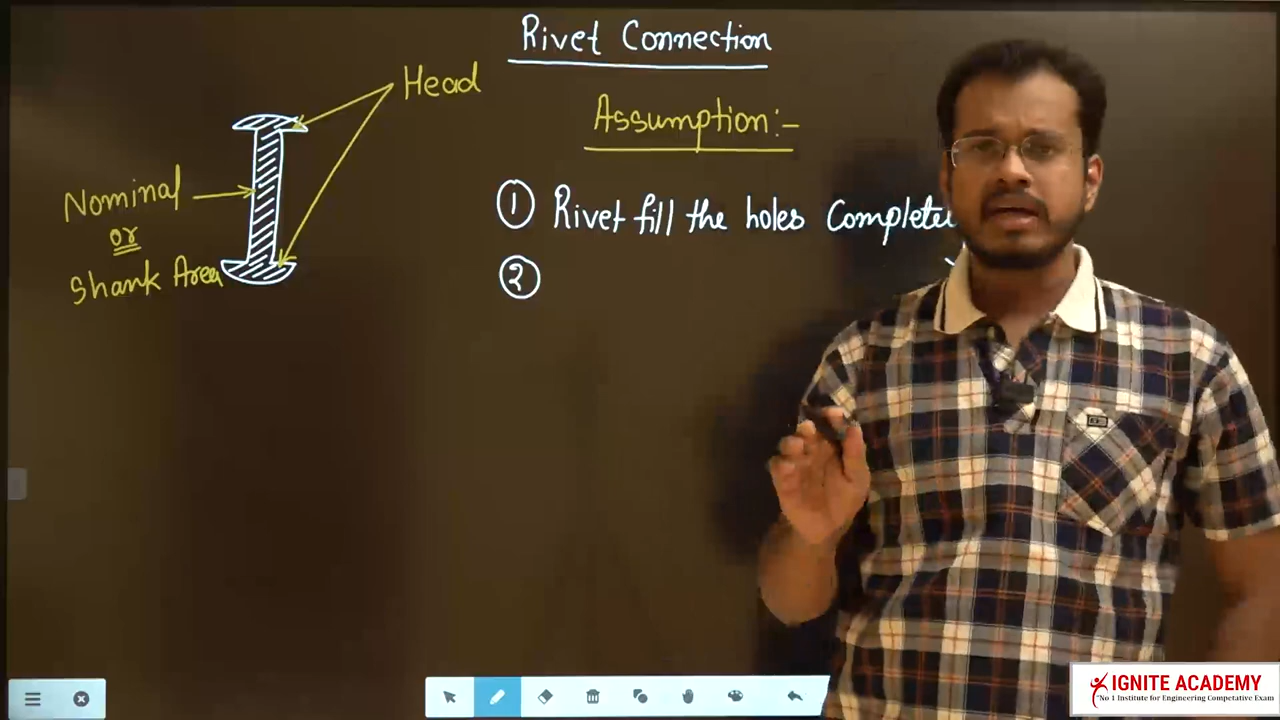 Rivet Connection
Head
Assumption:-
Nominal
or
Shank Area
① Rivet fill the holes Complete
②
IGNITE ACADEMY
"No 1 Institute for Engineering Competative Exam